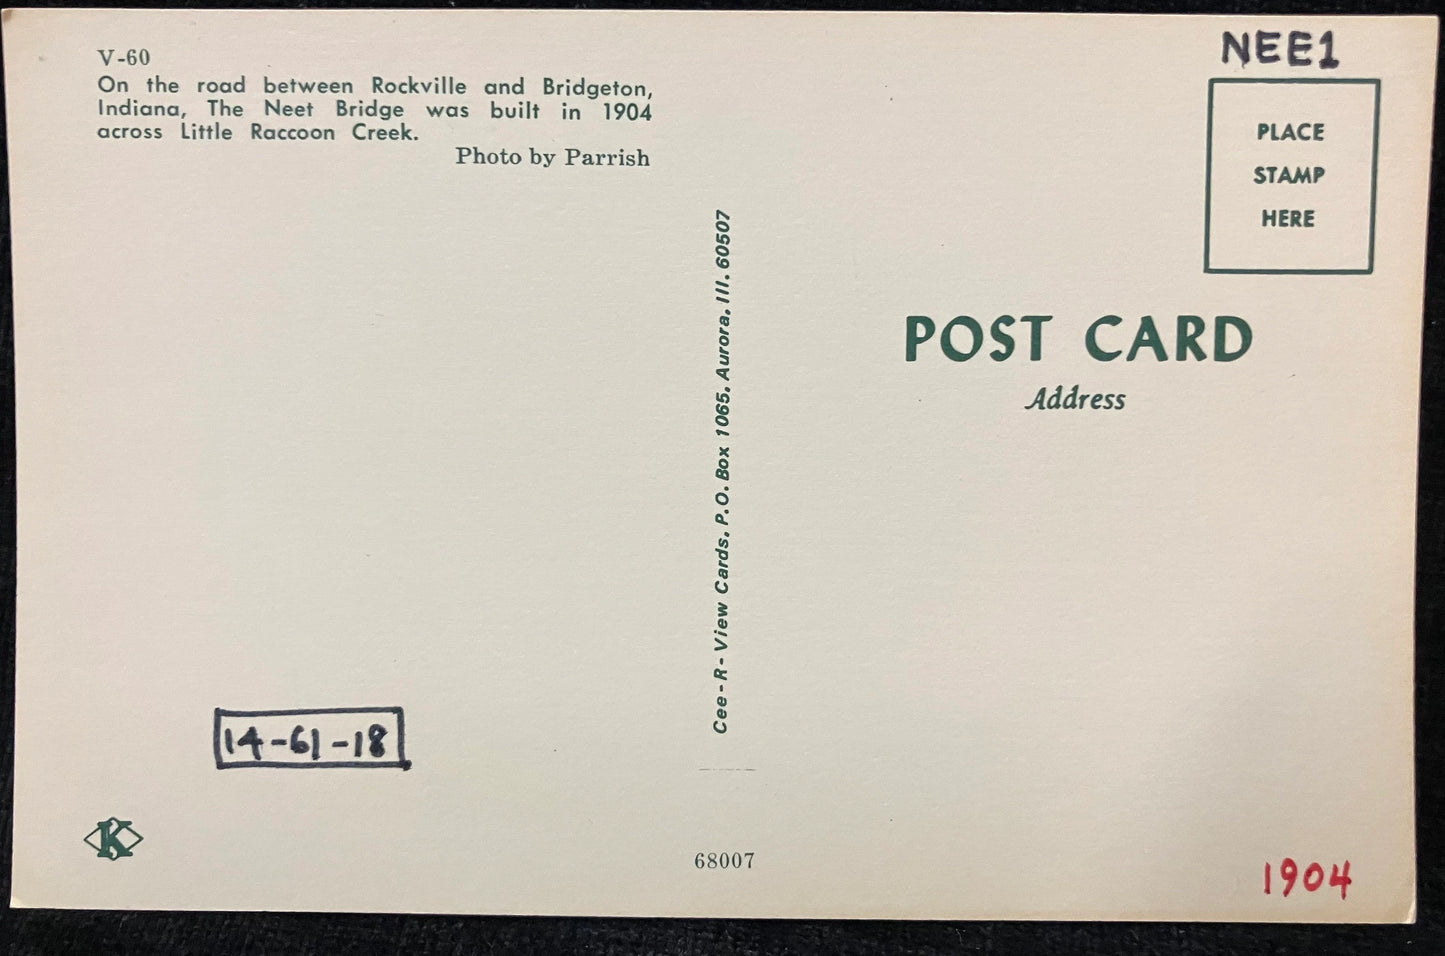 V-60
On the road between Rockville and Bridgeton,
Indiana, The Neet Bridge was built in 1904
across Little Raccoon Creek.
Photo by Parrish
14-61-18
K
Cee-R-View Cards, P.O. Box 1065, Aurora, Ill. 60507
68007
NEE1
PLACE
STAMP
HERE
POST CARD
Address
1904